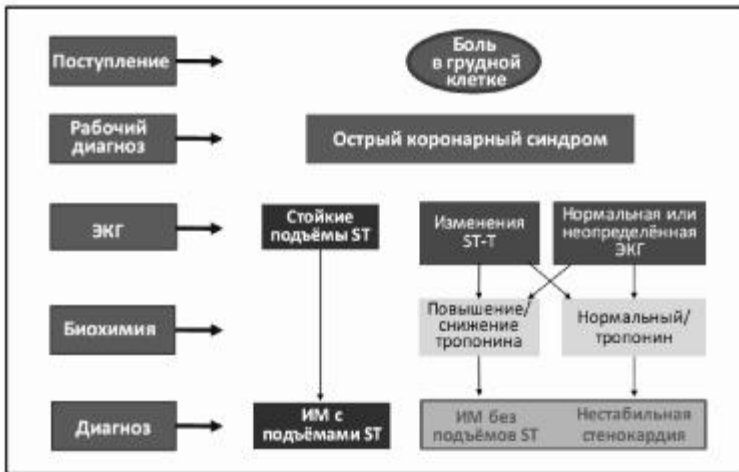 Поступление
Боль
в грудной
клетке
Рабочий
диагноз
Острый коронарный синдром
ЭКГ
Стойкие
подъёмы ST
Изменения
ST-T
Нормальная или
неопределённая
ЭКГ
Биохимия
Повышение/
снижение
тропонина
Нормальный/
тропонин
Диагноз
ИМ с
подъёмами ST
ИМ без
подъёмов ST
Нестабильная
стенокардия